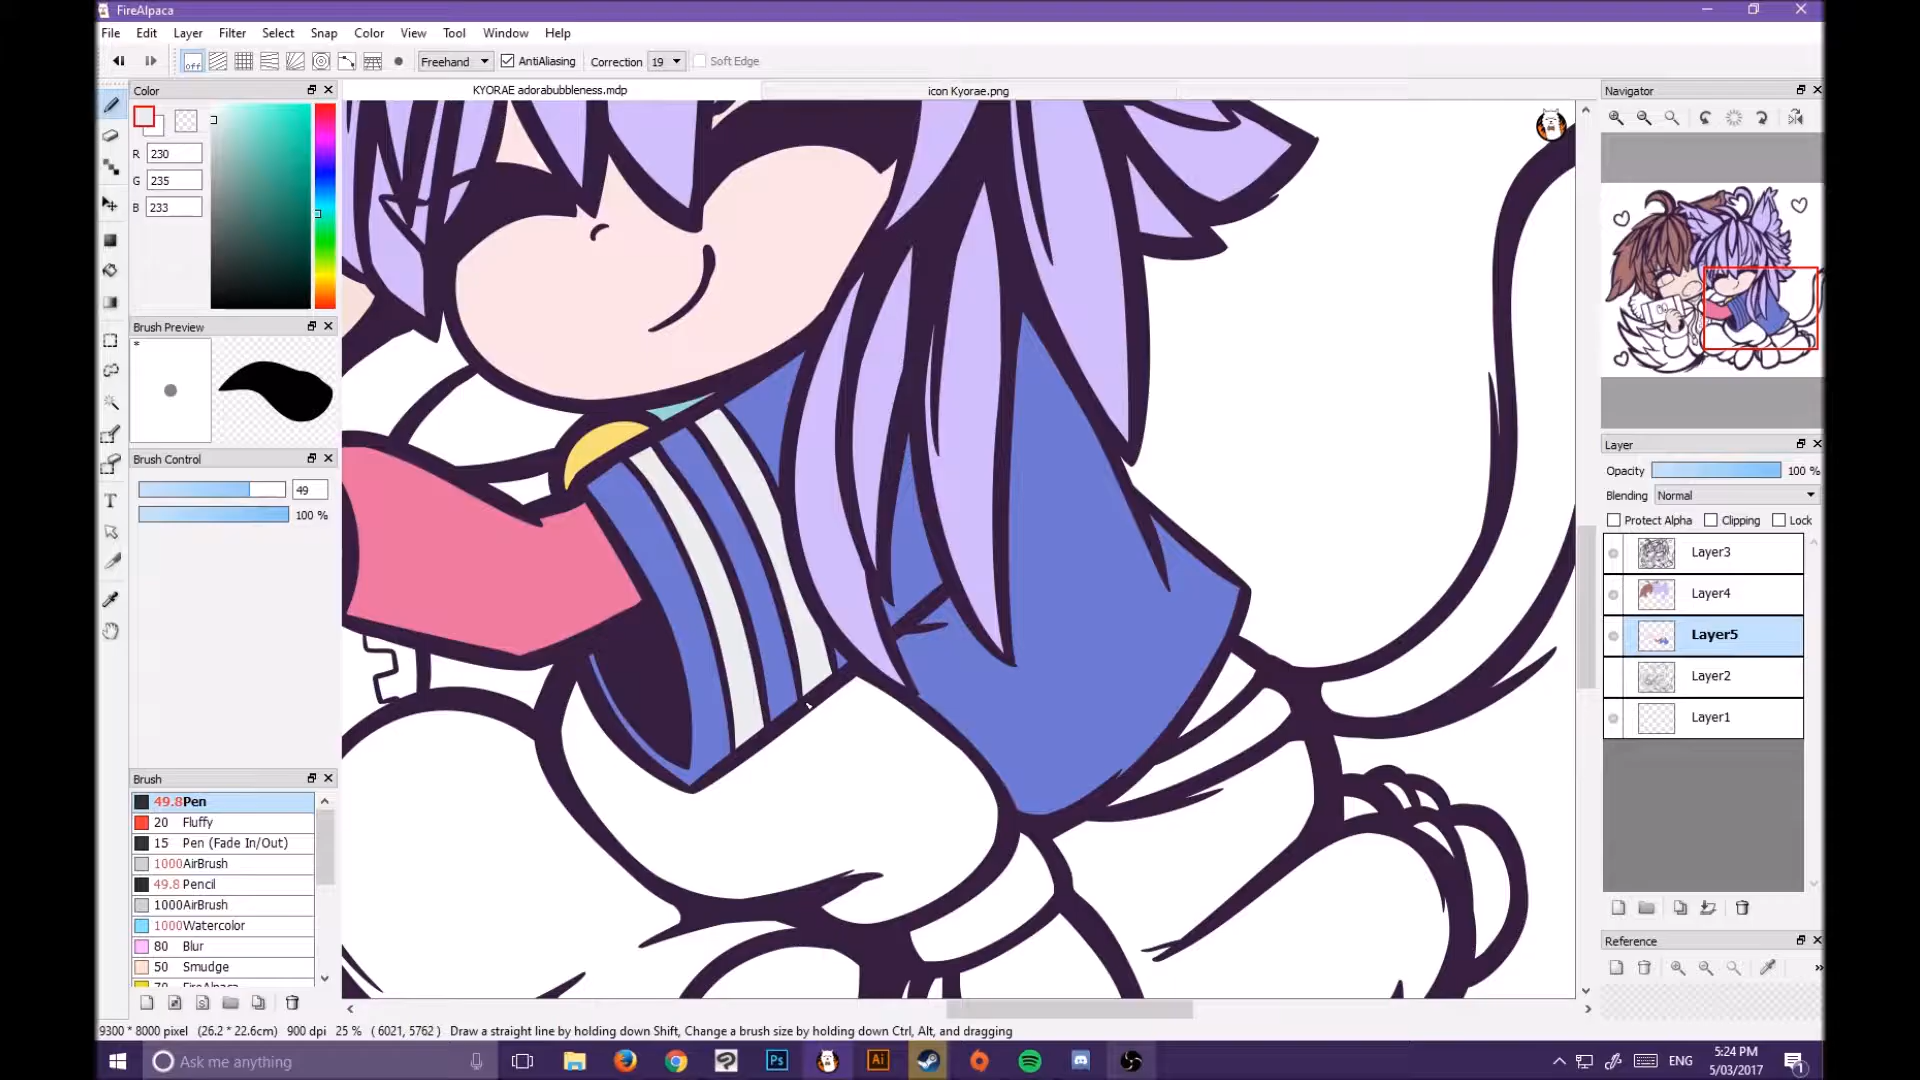 FireAlpaca
File Edit Layer Filter Select Snap Color View Tool Window Help
off Freehand AntiAliasing Correction 19 Soft Edge
Color
KYORAE adorabubbleness.mdp
icon Kyorae.png
Navigator
R 230
G 235
B 233
Brush Preview
*
Brush Control
49
100 %
Layer
Opacity 100 %
Blending Normal
Protect Alpha Clipping Lock
Layer3
Layer4
Layer5
Layer2
Layer1
Brush
49.8 Pen
20 Fluffy
15 Pen (Fade In/Out)
1000 AirBrush
49.8 Pencil
1000 AirBrush
1000 Watercolor
80 Blur
50 Smudge
70 FireAlpaca
Reference
»
9300 * 8000 pixel (26.2 * 22.6cm) 900 dpi 25 % ( 6021, 5762 ) Draw a straight line by holding down Shift, Change a brush size by holding down Ctrl, Alt, and dragging
Ask me anything
Ps
Ai
ENG
5:24 PM
5/03/2017
1